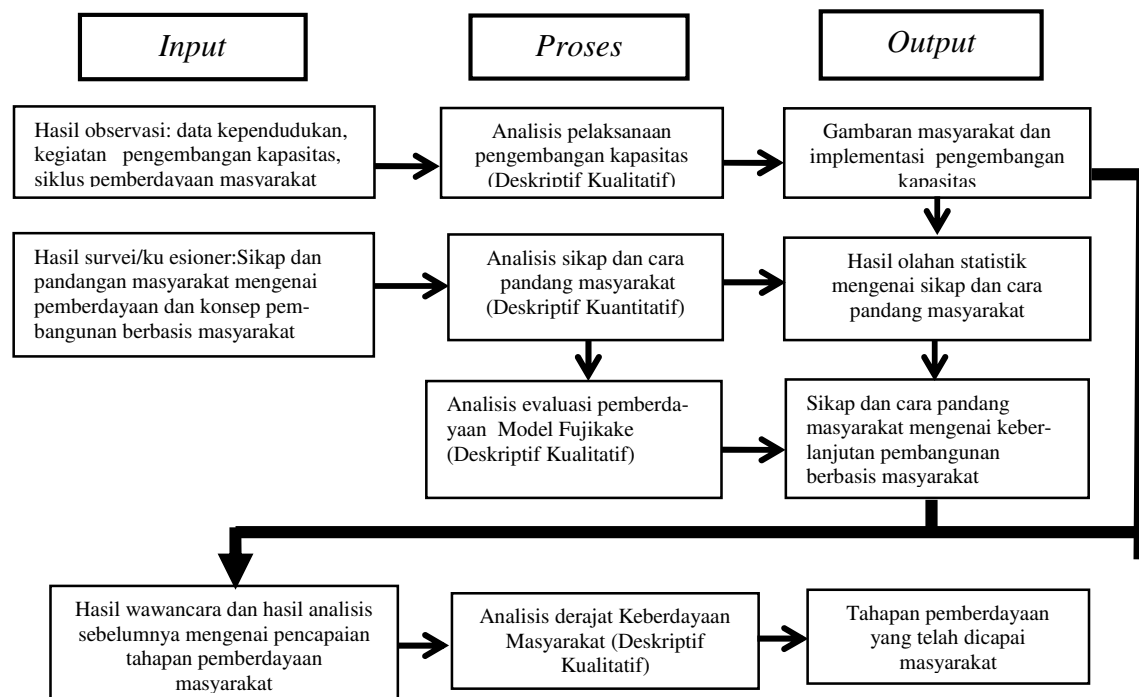 Input
Proses
Output
Hasil observasi: data kependudukan,
kegiatan pengembangan kapasitas,
siklus pemberdayaan masyarakat
Analisis pelaksanaan
pengembangan kapasitas
(Deskriptif Kualitatif)
Gambaran masyarakat dan
implementasi pengembangan
kapasitas
Hasil survei/ku esioner:Sikap dan
pandangan masyarakat mengenai
pemberdayaan dan konsep pem-
bangunan berbasis masyarakat
Analisis sikap dan cara
pandang masyarakat
(Deskriptif Kuantitatif)
Hasil olahan statistik
mengenai sikap dan cara
pandang masyarakat
Analisis evaluasi pemberda-
yaan Model Fujikake
(Deskriptif Kualitatif)
Sikap dan cara pandang
masyarakat mengenai keber-
lanjutan pembangunan
berbasis masyarakat
Hasil wawancara dan hasil analisis
sebelumnya mengenai pencapaian
tahapan pemberdayaan
masyarakat
Analisis derajat Keberdayaan
Masyarakat (Deskriptif
Kualitatif)
Tahapan pemberdayaan
yang telah dicapai
masyarakat